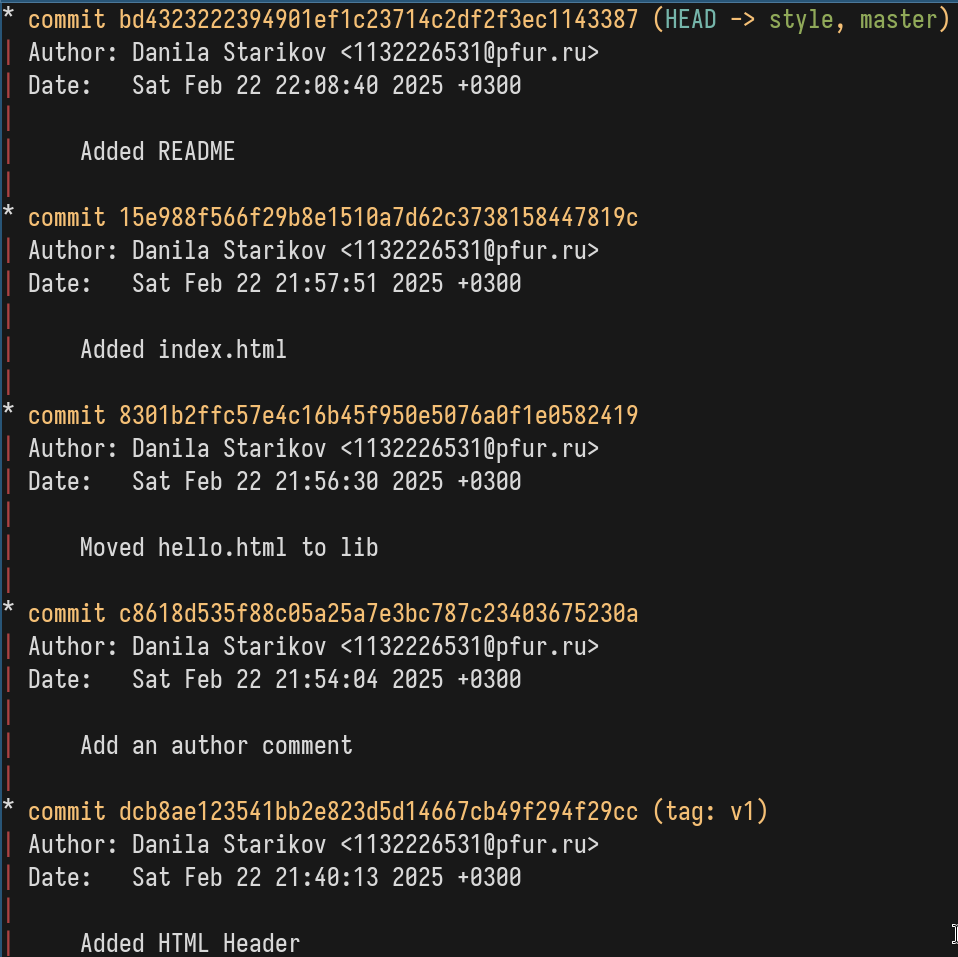 * commit bd4323222394901ef1c23714c2df2f3ec1143387 (HEAD -> style, master)
| Author: Danila Starikov <1132226531@pfur.ru>
| Date:   Sat Feb 22 22:08:40 2025 +0300
|
|     Added README
|
* commit 15e988f566f29b8e1510a7d62c3738158447819c
| Author: Danila Starikov <1132226531@pfur.ru>
| Date:   Sat Feb 22 21:57:51 2025 +0300
|
|     Added index.html
|
* commit 8301b2ffc57e4c16b45f950e5076a0f1e0582419
| Author: Danila Starikov <1132226531@pfur.ru>
| Date:   Sat Feb 22 21:56:30 2025 +0300
|
|     Moved hello.html to lib
|
* commit c8618d535f88c05a25a7e3bc787c23403675230a
| Author: Danila Starikov <1132226531@pfur.ru>
| Date:   Sat Feb 22 21:54:04 2025 +0300
|
|     Add an author comment
|
* commit dcb8ae123541bb2e823d5d14667cb49f294f29cc (tag: v1)
| Author: Danila Starikov <1132226531@pfur.ru>
| Date:   Sat Feb 22 21:40:13 2025 +0300
|
|     Added HTML Header